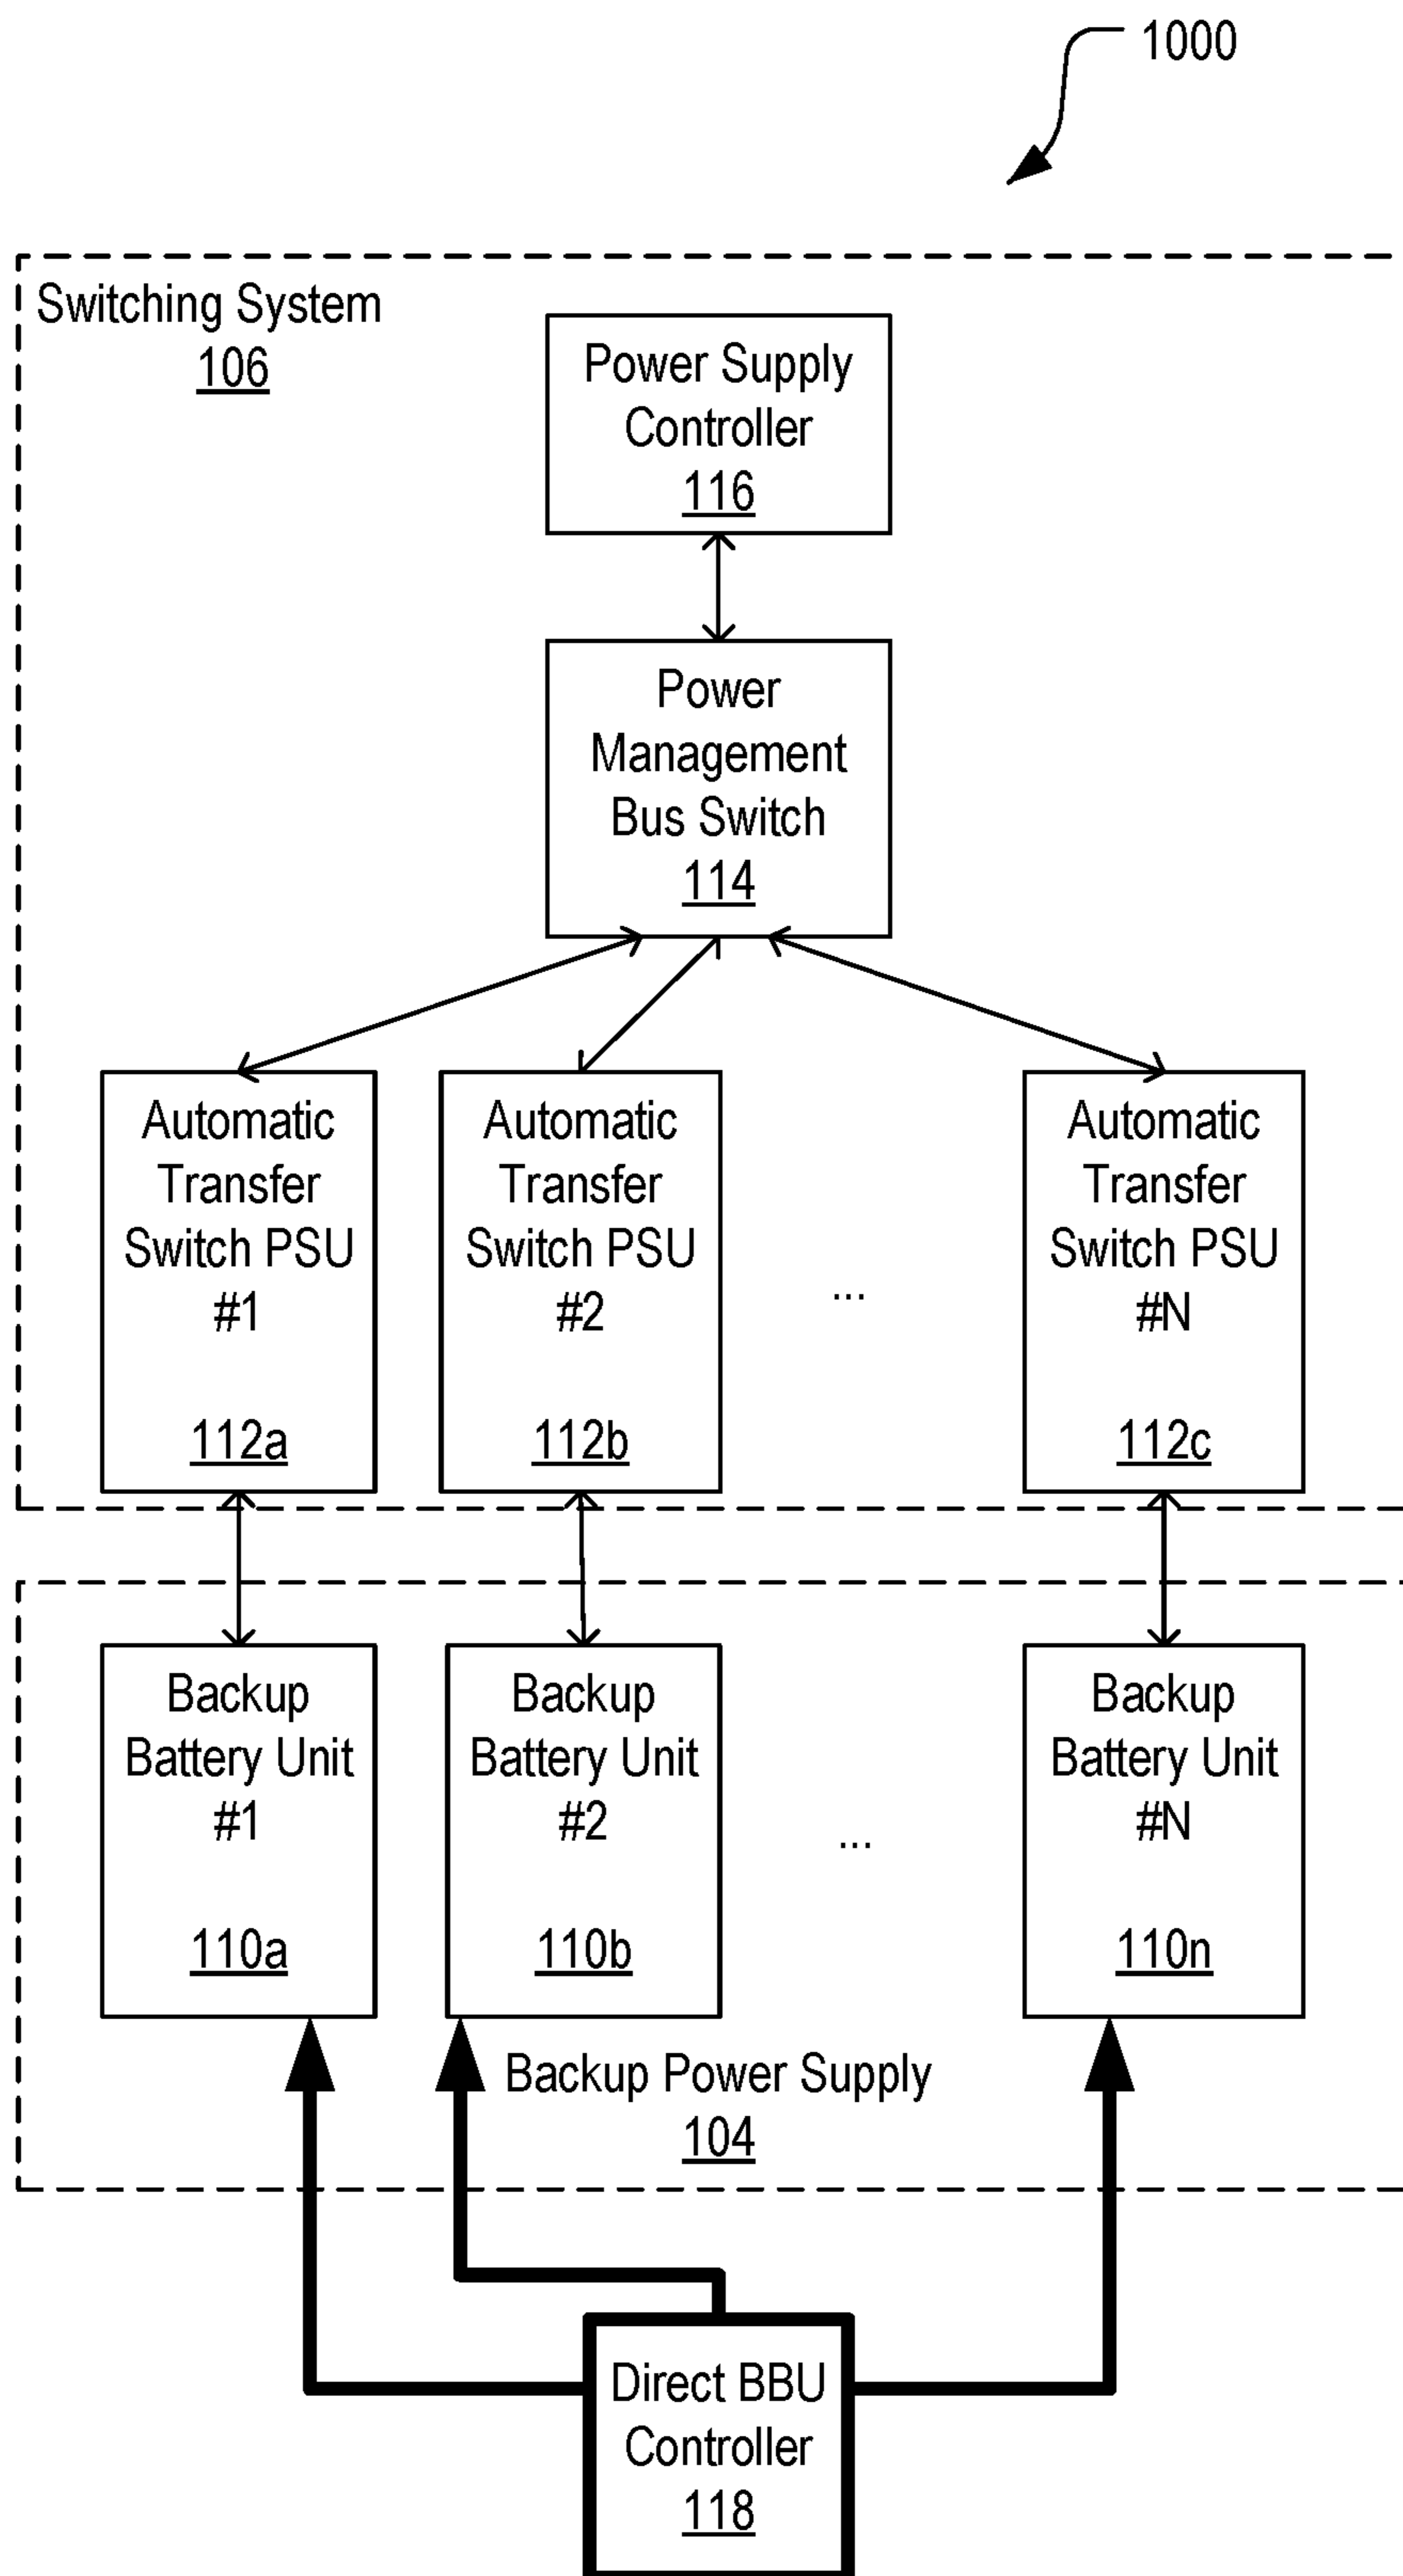 1000
Switching System
106
Power Supply
Controller
116
Power
Management
Bus Switch
114
Automatic
Transfer
Switch PSU
#1
112a
Automatic
Transfer
Switch PSU
#2
112b
...
Automatic
Transfer
Switch PSU
#N
112c
Backup
Battery Unit
#1
110a
Backup
Battery Unit
#2
110b
...
Backup
Battery Unit
#N
110n
Backup Power Supply
104
Direct BBU
Controller
118